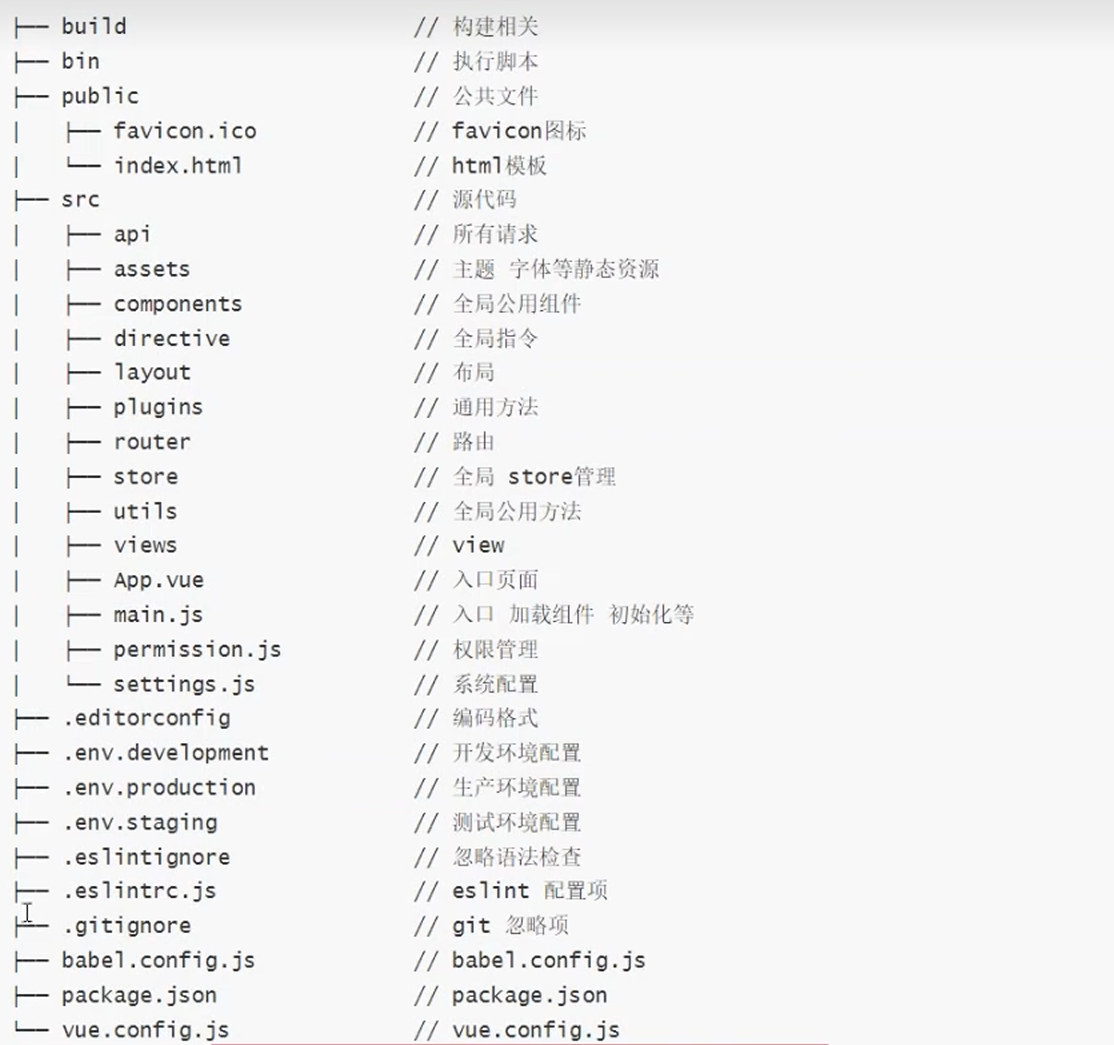 ├── build                      // 构建相关
├── bin                        // 执行脚本
├── public                     // 公共文件
│   ├── favicon.ico            // favicon图标
│   └── index.html             // html模板
├── src                        // 源代码
│   ├── api                    // 所有请求
│   ├── assets                 // 主题 字体等静态资源
│   ├── components             // 全局公用组件
│   ├── directive              // 全局指令
│   ├── layout                 // 布局
│   ├── plugins                // 通用方法
│   ├── router                 // 路由
│   ├── store                  // 全局 store管理
│   ├── utils                  // 全局公用方法
│   ├── views                  // view
│   ├── App.vue                // 入口页面
│   ├── main.js                // 入口 加载组件 初始化等
│   ├── permission.js          // 权限管理
│   └── settings.js            // 系统配置
├── .editorconfig              // 编码格式
├── .env.development           // 开发环境配置
├── .env.production            // 生产环境配置
├── .env.staging               // 测试环境配置
├── .eslintignore              // 忽略语法检查
├── .eslintrc.js               // eslint 配置项
├── .gitignore                 // git 忽略项
├── babel.config.js            // babel.config.js
├── package.json               // package.json
└── vue.config.js              // vue.config.js